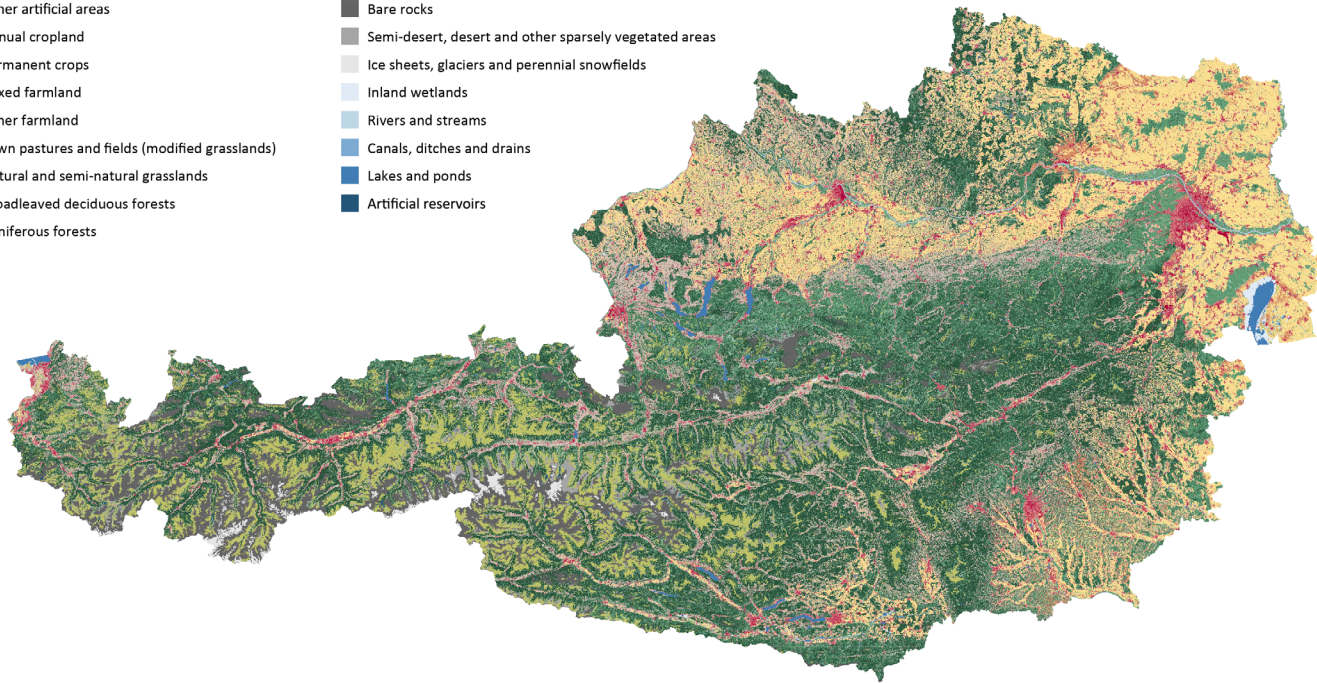 her artificial areas
nual cropland
rmanent crops
xed farmland
her farmland
wn pastures and fields (modified grasslands)
tural and semi-natural grasslands
oadleaved deciduous forests
niferous forests
Bare rocks
Semi-desert, desert and other sparsely vegetated areas
Ice sheets, glaciers and perennial snowfields
Inland wetlands
Rivers and streams
Canals, ditches and drains
Lakes and ponds
Artificial reservoirs